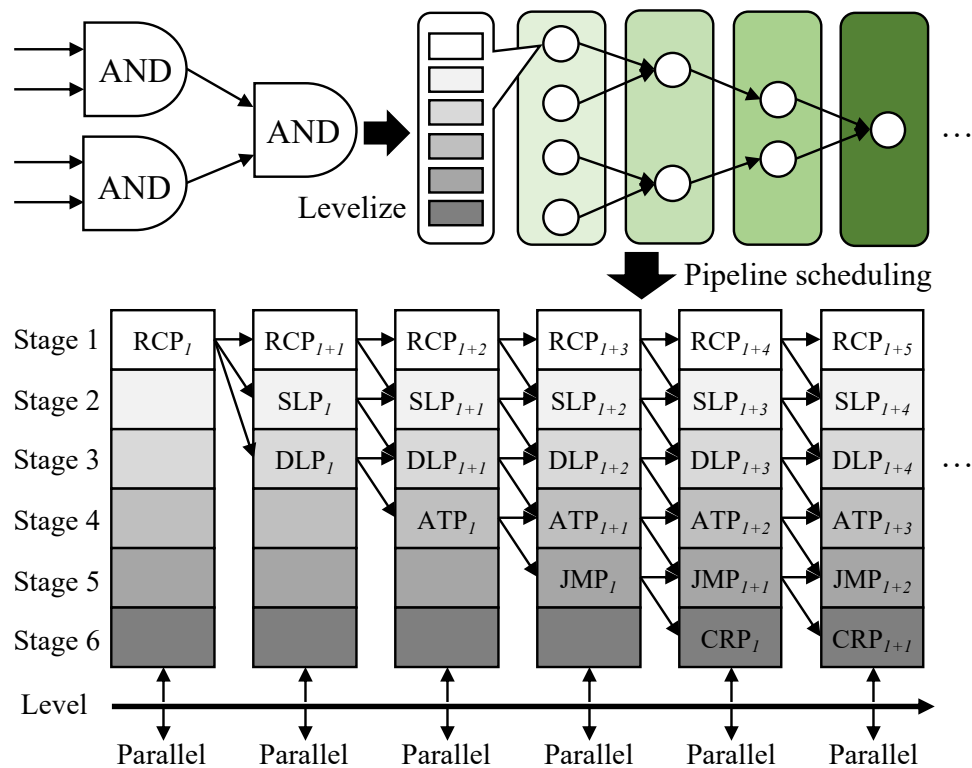 AND
AND
AND
Levelize
…
Pipeline scheduling
Stage 1 RCP1 RCP1+1 RCP1+2 RCP1+3 RCP1+4 RCP1+5
Stage 2 SLP1 SLP1+1 SLP1+2 SLP1+3 SLP1+4
Stage 3 DLP1 DLP1+1 DLP1+2 DLP1+3 DLP1+4 …
Stage 4 ATP1 ATP1+1 ATP1+2 ATP1+3
Stage 5 JMP1 JMP1+1 JMP1+2
Stage 6 CRP1 CRP1+1
Level
Parallel Parallel Parallel Parallel Parallel Parallel